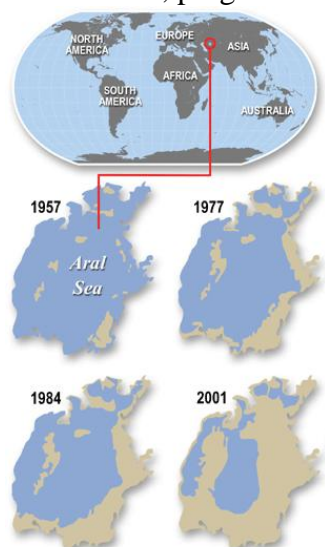 NORTH
AMERICA
EUROPE
ASIA
AFRICA
SOUTH
AMERICA
AUSTRALIA
1957
1977
Aral
Sea
1984
2001